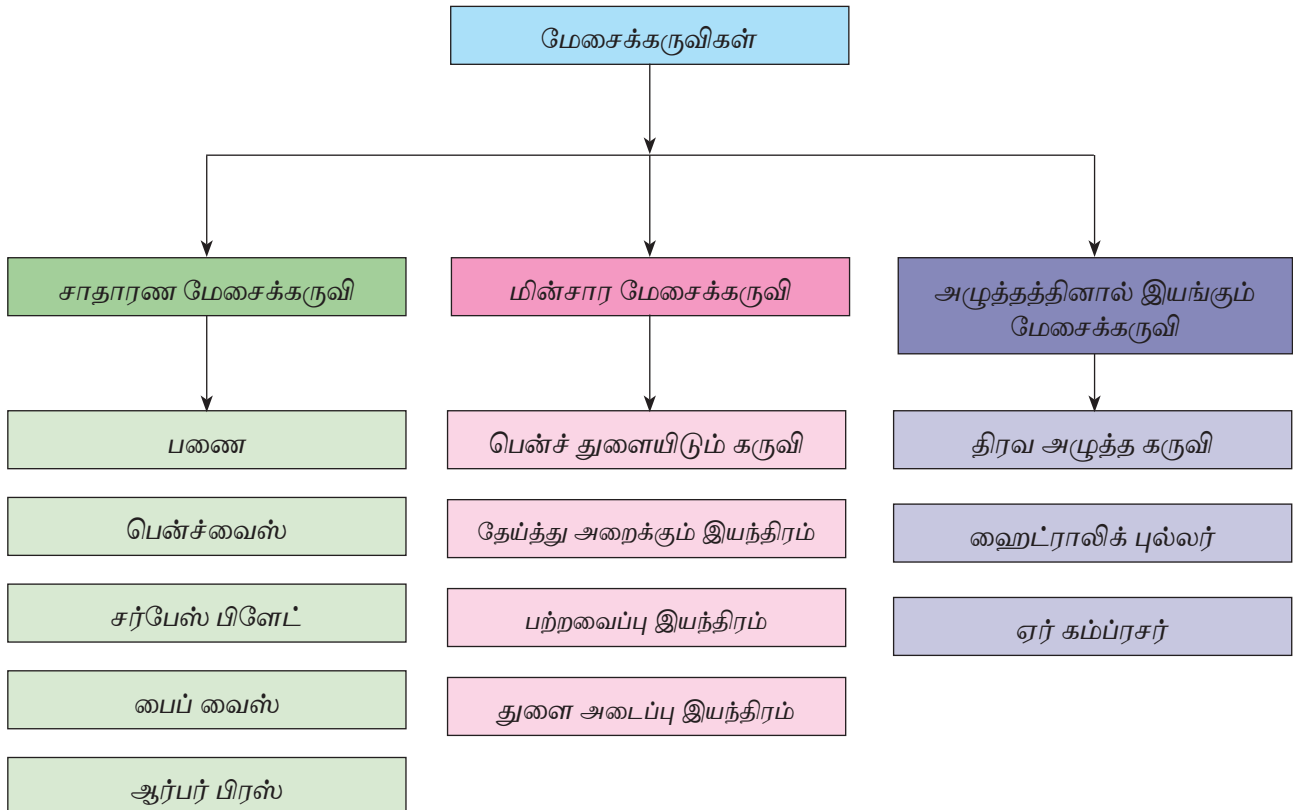 மேசைக்கருவிகள்
சாதாரண மேசைக்கருவி
பணை
பென்ச்வைஸ்
சர்பேஸ் பிளேட்
பைப் வைஸ்
ஆர்பர் பிரஸ்
மின்சார மேசைக்கருவி
பென்ச் துளையிடும் கருவி
தேய்த்து அறைக்கும் இயந்திரம்
பற்றவைப்பு இயந்திரம்
துளை அடைப்பு இயந்திரம்
அழுத்தத்தினால் இயங்கும்
மேசைக்கருவி
திரவ அழுத்த கருவி
ஹைட்ராலிக் புல்லர்
ஏர் கம்ப்ரசர்